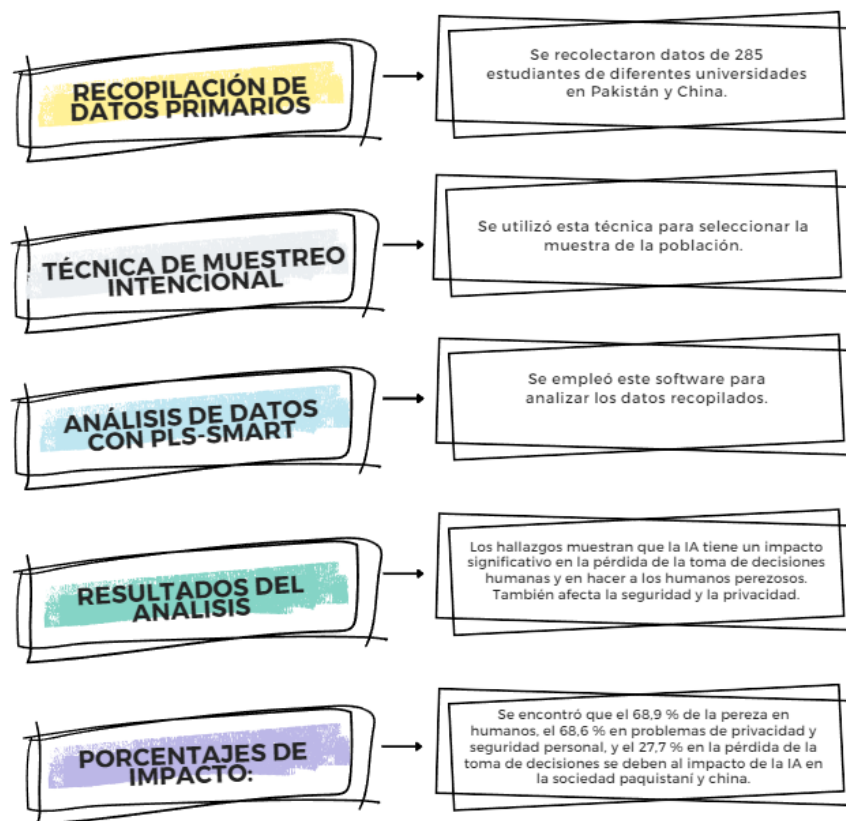 RECOPILACIÓN DE
DATOS PRIMARIOS
Se recolectaron datos de 285
estudiantes de diferentes universidades
en Pakistán y China.
TÉCNICA DE MUESTREO
INTENCIONAL
Se utilizó esta técnica para seleccionar la
muestra de la población.
ANÁLISIS DE DATOS
CON PLS-SMART
Se empleó este software para
analizar los datos recopilados.
RESULTADOS DEL
ANÁLISIS
Los hallazgos muestran que la IA tiene un impacto
significativo en la pérdida de la toma de decisiones
humanas y en hacer a los humanos perezosos.
También afecta la seguridad y la privacidad.
PORCENTAJES DE
IMPACTO:
Se encontró que el 68,9 % de la pereza en
humanos, el 68,6 % en problemas de privacidad y
seguridad personal, y el 27,7 % en la pérdida de la
toma de decisiones se deben al impacto de la IA en
la sociedad paquistaní y china.